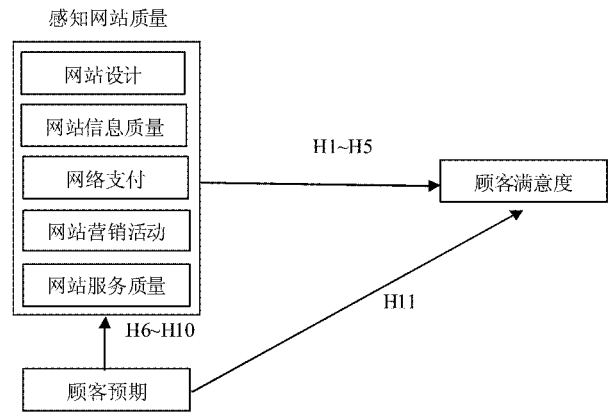 感知网站质量
网站设计
网站信息质量
网络支付
网站营销活动
网站服务质量
H1~H5
顾客满意度
H11
H6~H10
顾客预期